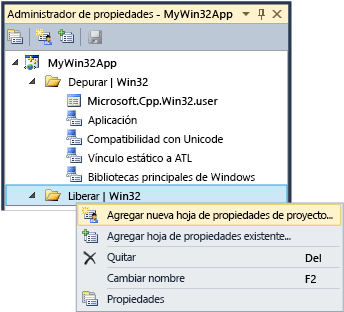 Administrador de propiedades - MyWin32App
MyWin32App
Depurar | Win32
Microsoft.Cpp.Win32.user
Aplicación
Compatibilidad con Unicode
Vínculo estático a ATL
Bibliotecas principales de Windows
Liberar | Win32
Agregar nueva hoja de propiedades de proyecto...
Agregar hoja de propiedades existente...
Quitar Del
Cambiar nombre F2
Propiedades